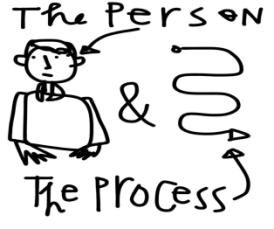 The Person
&
The process